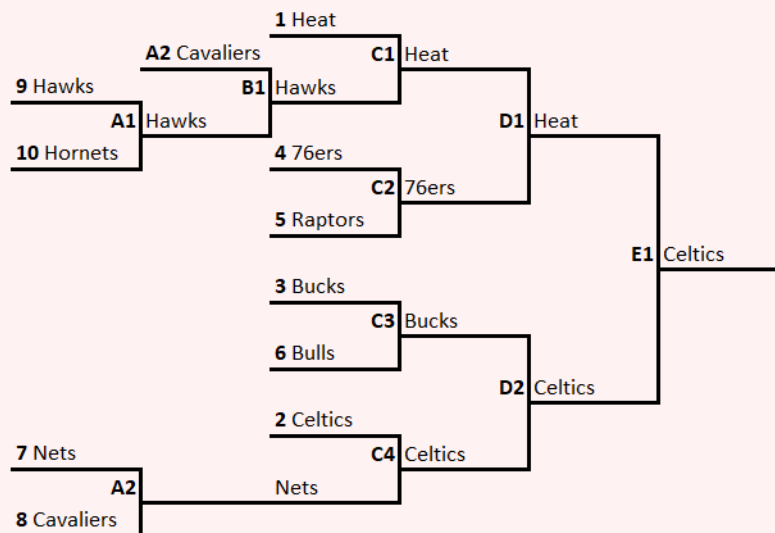 1 Heat
A2 Cavaliers
C1 Heat
9 Hawks
B1 Hawks
A1 Hawks
D1 Heat
10 Hornets
4 76ers
C2 76ers
5 Raptors
E1 Celtics
3 Bucks
C3 Bucks
6 Bulls
D2 Celtics
2 Celtics
7 Nets
C4 Celtics
A2 Nets
8 Cavaliers